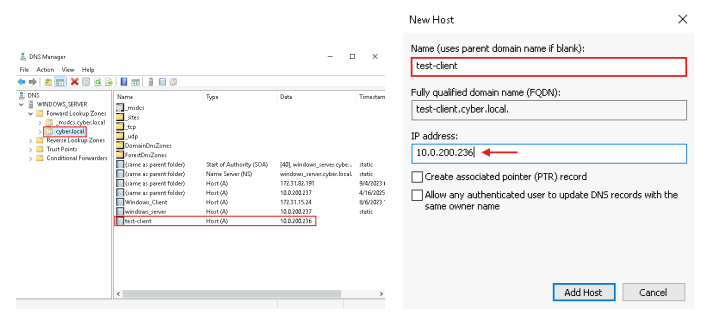 DNS Manager
File Action View Help
DNS
WINDOWS_SERVER
Forward Lookup Zones
_msdcs.cyber.local
cyber.local
Reverse Lookup Zones
Trust Points
Conditional Forwarders
Name Type Data Timestam
_msdcs
_sites
_tcp
_udp
DomainDnsZones
ForestDnsZones
(same as parent folder) Start of Authority (SOA) [40], windows_server.cybe... static
(same as parent folder) Name Server (NS) windows_server.cyber.local. static
(same as parent folder) Host (A) 172.31.82.191 9/4/2023
(same as parent folder) Host (A) 10.0.200.237 4/16/2025
Windows_Client Host (A) 172.31.15.24 8/6/2023
windows_server Host (A) 10.0.200.237 static
test-client Host (A) 10.0.200.236
New Host
Name (uses parent domain name if blank):
test-client
Fully qualified domain name (FQDN):
test-client.cyber.local.
IP address:
10.0.200.236
Create associated pointer (PTR) record
Allow any authenticated user to update DNS records with the
same owner name
Add Host Cancel